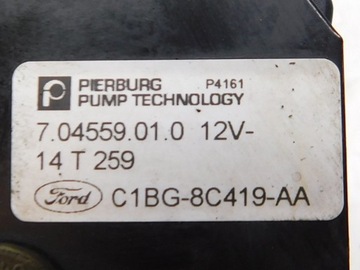 PIERBURG P4161
PUMP TECHNOLOGY
7.04559.01.0 12V-
14 T 259
Ford C1BG-8C419-AA